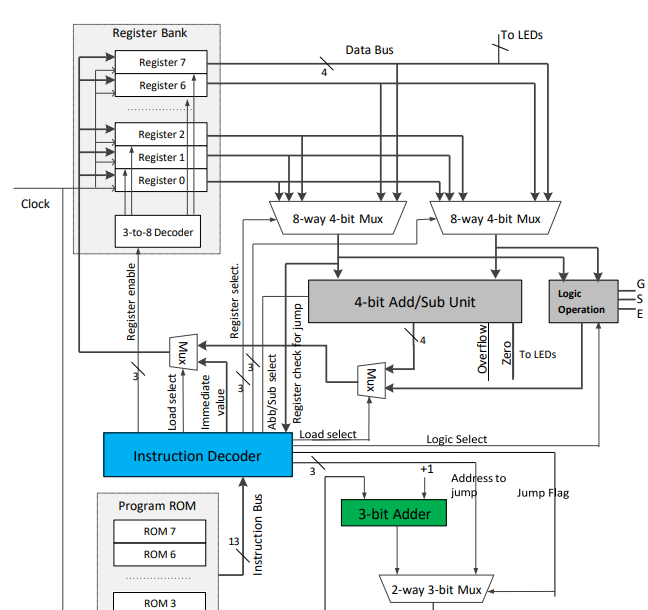 Register Bank
To LEDs
Register 7
Data Bus
4
Register 6
Register 2
Register 1
Register 0
Clock
8-way 4-bit Mux
8-way 4-bit Mux
3-to-8 Decoder
Register enable
Register select.
4-bit Add/Sub Unit
Logic
Operation
G
S
E
Register check for jump
4
Overflow
Zero
To LEDs
Mux
Mux
3
3
3
Load select
Immediate
value
Abb/Sub select
Load select
Logic Select
Instruction Decoder
3
+1
Address to
jump
Jump Flag
Program ROM
3-bit Adder
ROM 7
ROM 6
13
Instruction Bus
2-way 3-bit Mux
ROM 3